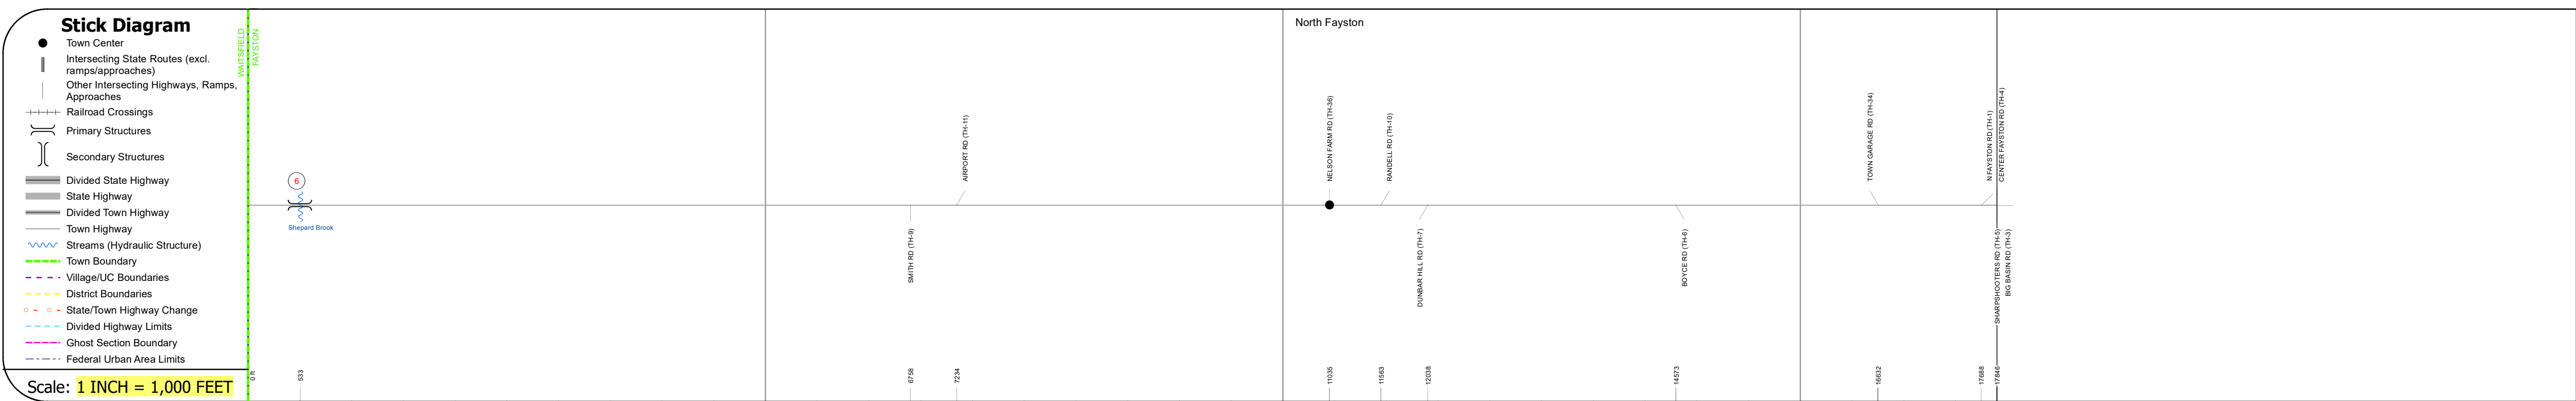 Stick Diagram
Town Center
Intersecting State Routes (excl.
ramps/approaches)
Other Intersecting Highways, Ramps,
Approaches
Railroad Crossings
Primary Structures
Secondary Structures
Divided State Highway
State Highway
Divided Town Highway
Town Highway
Streams (Hydraulic Structure)
Town Boundary
Village/UC Boundaries
District Boundaries
State/Town Highway Change
Divided Highway Limits
Ghost Section Boundary
Federal Urban Area Limits
Scale: 1 INCH = 1,000 FEET
WAITSFIELD
FAYSTON
North Fayston
6
Shepard Brook
SMITH RD (TH-9)
AIRPORT RD (TH-11)
NELSON FARM RD (TH-36)
RANDELL RD (TH-10)
DUNBAR HILL RD (TH-7)
BOYCE RD (TH-6)
TOWN GARAGE RD (TH-34)
N FAYSTON RD (TH-1)
CENTER FAYSTON RD (TH-4)
SHARPSHOOTERS RD (TH-5)
BIG BASIN RD (TH-3)
0 ft
533
6758
7234
11035
11563
12038
14573
16632
17688
17846